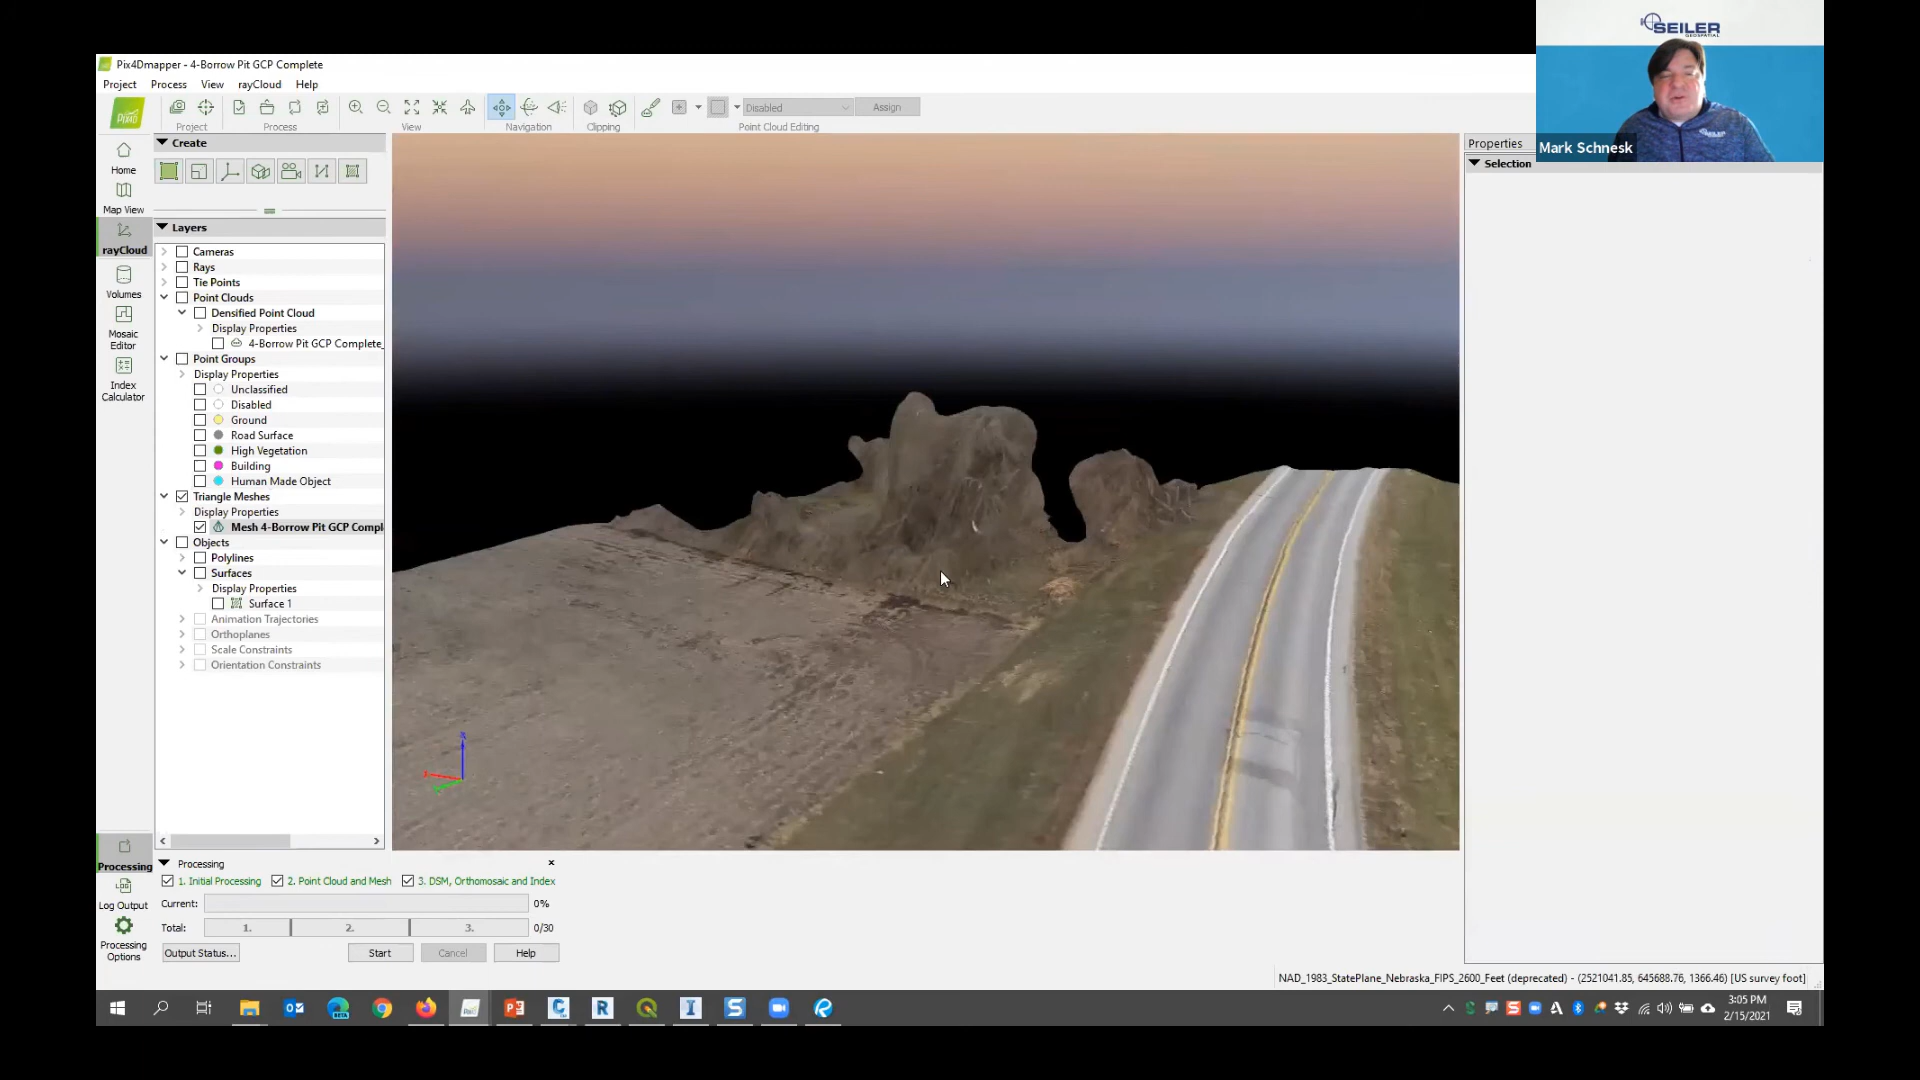 SEILER
GEOSPATIAL
Mark Schnesk
Pix4Dmapper - 4-Borrow Pit GCP Complete
Project Process View rayCloud Help
Disabled Assign
Project Process View Navigation Clipping Point Cloud Editing
Home
Map View
rayCloud
Volumes
Mosaic
Editor
Index
Calculator
Create
Layers
Cameras
Rays
Tie Points
Point Clouds
Densified Point Cloud
Display Properties
4-Borrow Pit GCP Complete_
Point Groups
Display Properties
Unclassified
Disabled
Ground
Road Surface
High Vegetation
Building
Human Made Object
Triangle Meshes
Display Properties
Mesh 4-Borrow Pit GCP Compl
Objects
Polylines
Surfaces
Display Properties
Surface 1
Animation Trajectories
Orthoplanes
Scale Constraints
Orientation Constraints
Properties
Selection
Processing
Log Output
Processing
Options
Processing
1. Initial Processing 2. Point Cloud and Mesh 3. DSM, Orthomosaic and Index
Current: 0%
Total: 1. 2. 3. 0/30
Output Status... Start Cancel Help
NAD_1983_StatePlane_Nebraska_FIPS_2600_Feet (deprecated) - (2521041.85, 645688.76, 1366.46) [US survey foot]
3:05 PM
2/15/2021